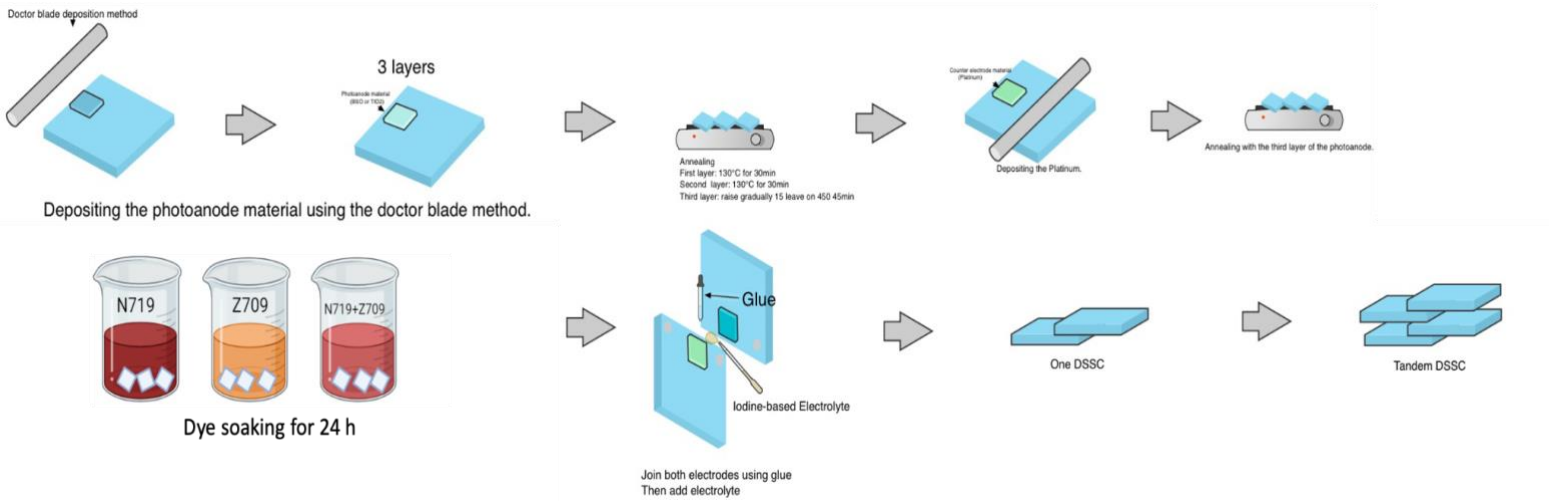 Doctor blade deposition method
3 layers
Photoanode material
(BSO or TiO2)
Depositing the photoanode material using the doctor blade method.
Annealing
First layer: 130°C for 30min
Second layer: 130°C for 30min
Third layer: raise gradually 15 leave on 450 45min
Counter electrode material
(Platinum)
Depositing the Platinum.
Annealing with the third layer of the photoanode.
N719
Z709
N719+Z709
Dye soaking for 24 h
Glue
Iodine-based Electrolyte
Join both electrodes using glue
Then add electrolyte
One DSSC
Tandem DSSC